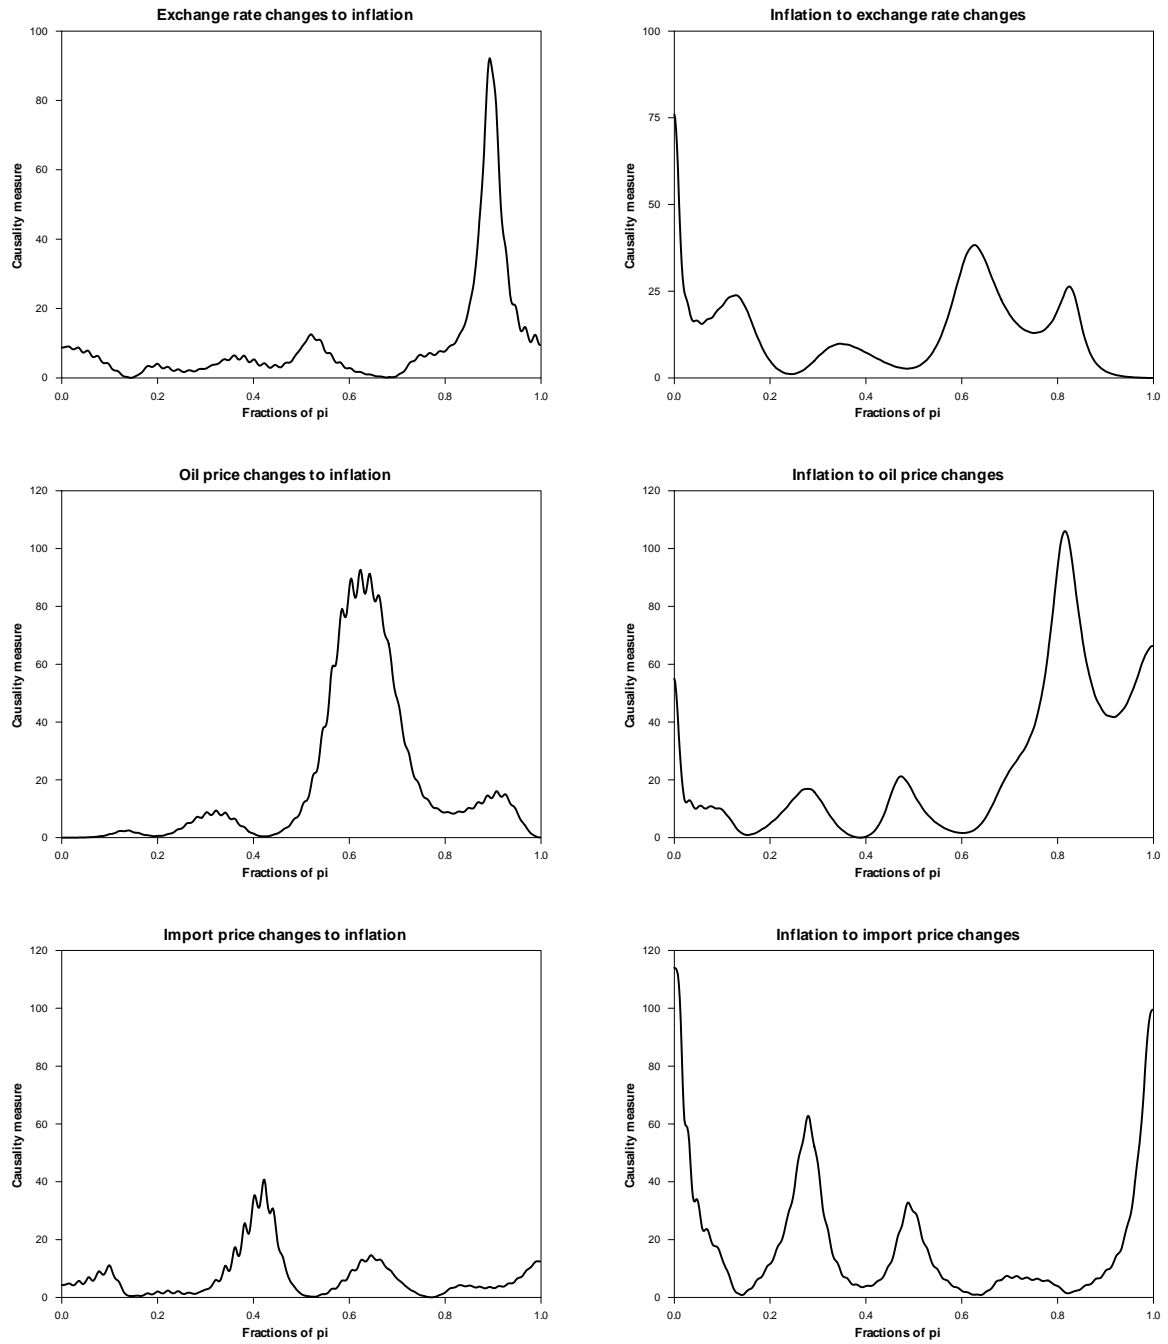 Exchange rate changes to inflation
100
80
60
40
20
0
Causality measure
0.0 0.2 0.4 0.6 0.8 1.0
Fractions of pi
Inflation to exchange rate changes
100
75
50
25
0
Causality measure
0.0 0.2 0.4 0.6 0.8 1.0
Fractions of pi
Oil price changes to inflation
120
100
80
60
40
20
0
Causality measure
0.0 0.2 0.4 0.6 0.8 1.0
Fractions of pi
Inflation to oil price changes
120
100
80
60
40
20
0
Causality measure
0.0 0.2 0.4 0.6 0.8 1.0
Fractions of pi
Import price changes to inflation
120
100
80
60
40
20
0
Causality measure
0.0 0.2 0.4 0.6 0.8 1.0
Fractions of pi
Inflation to import price changes
120
100
80
60
40
20
0
Causality measure
0.0 0.2 0.4 0.6 0.8 1.0
Fractions of pi